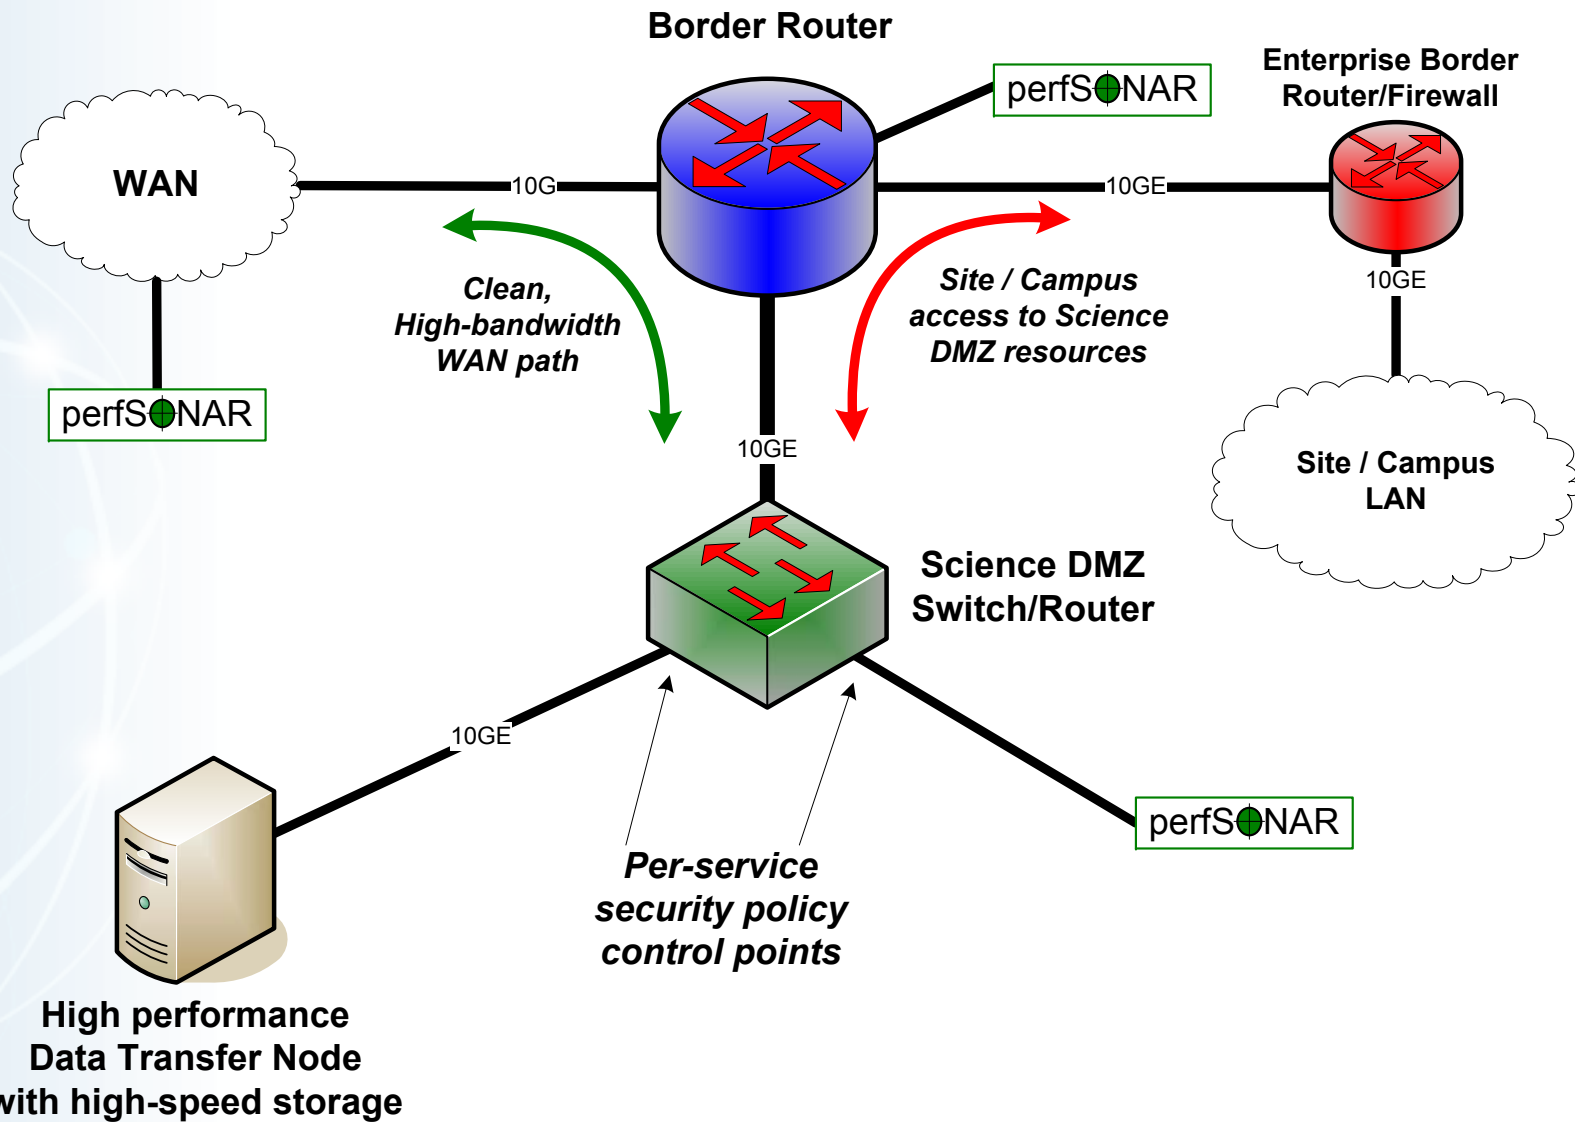 Border Router
perfSONAR
Enterprise Border
Router/Firewall
WAN
10G
10GE
Clean,
High-bandwidth
WAN path
Site / Campus
access to Science
DMZ resources
10GE
perfSONAR
10GE
Site / Campus
LAN
Science DMZ
Switch/Router
10GE
perfSONAR
Per-service
security policy
control points
High performance
Data Transfer Node
with high-speed storage